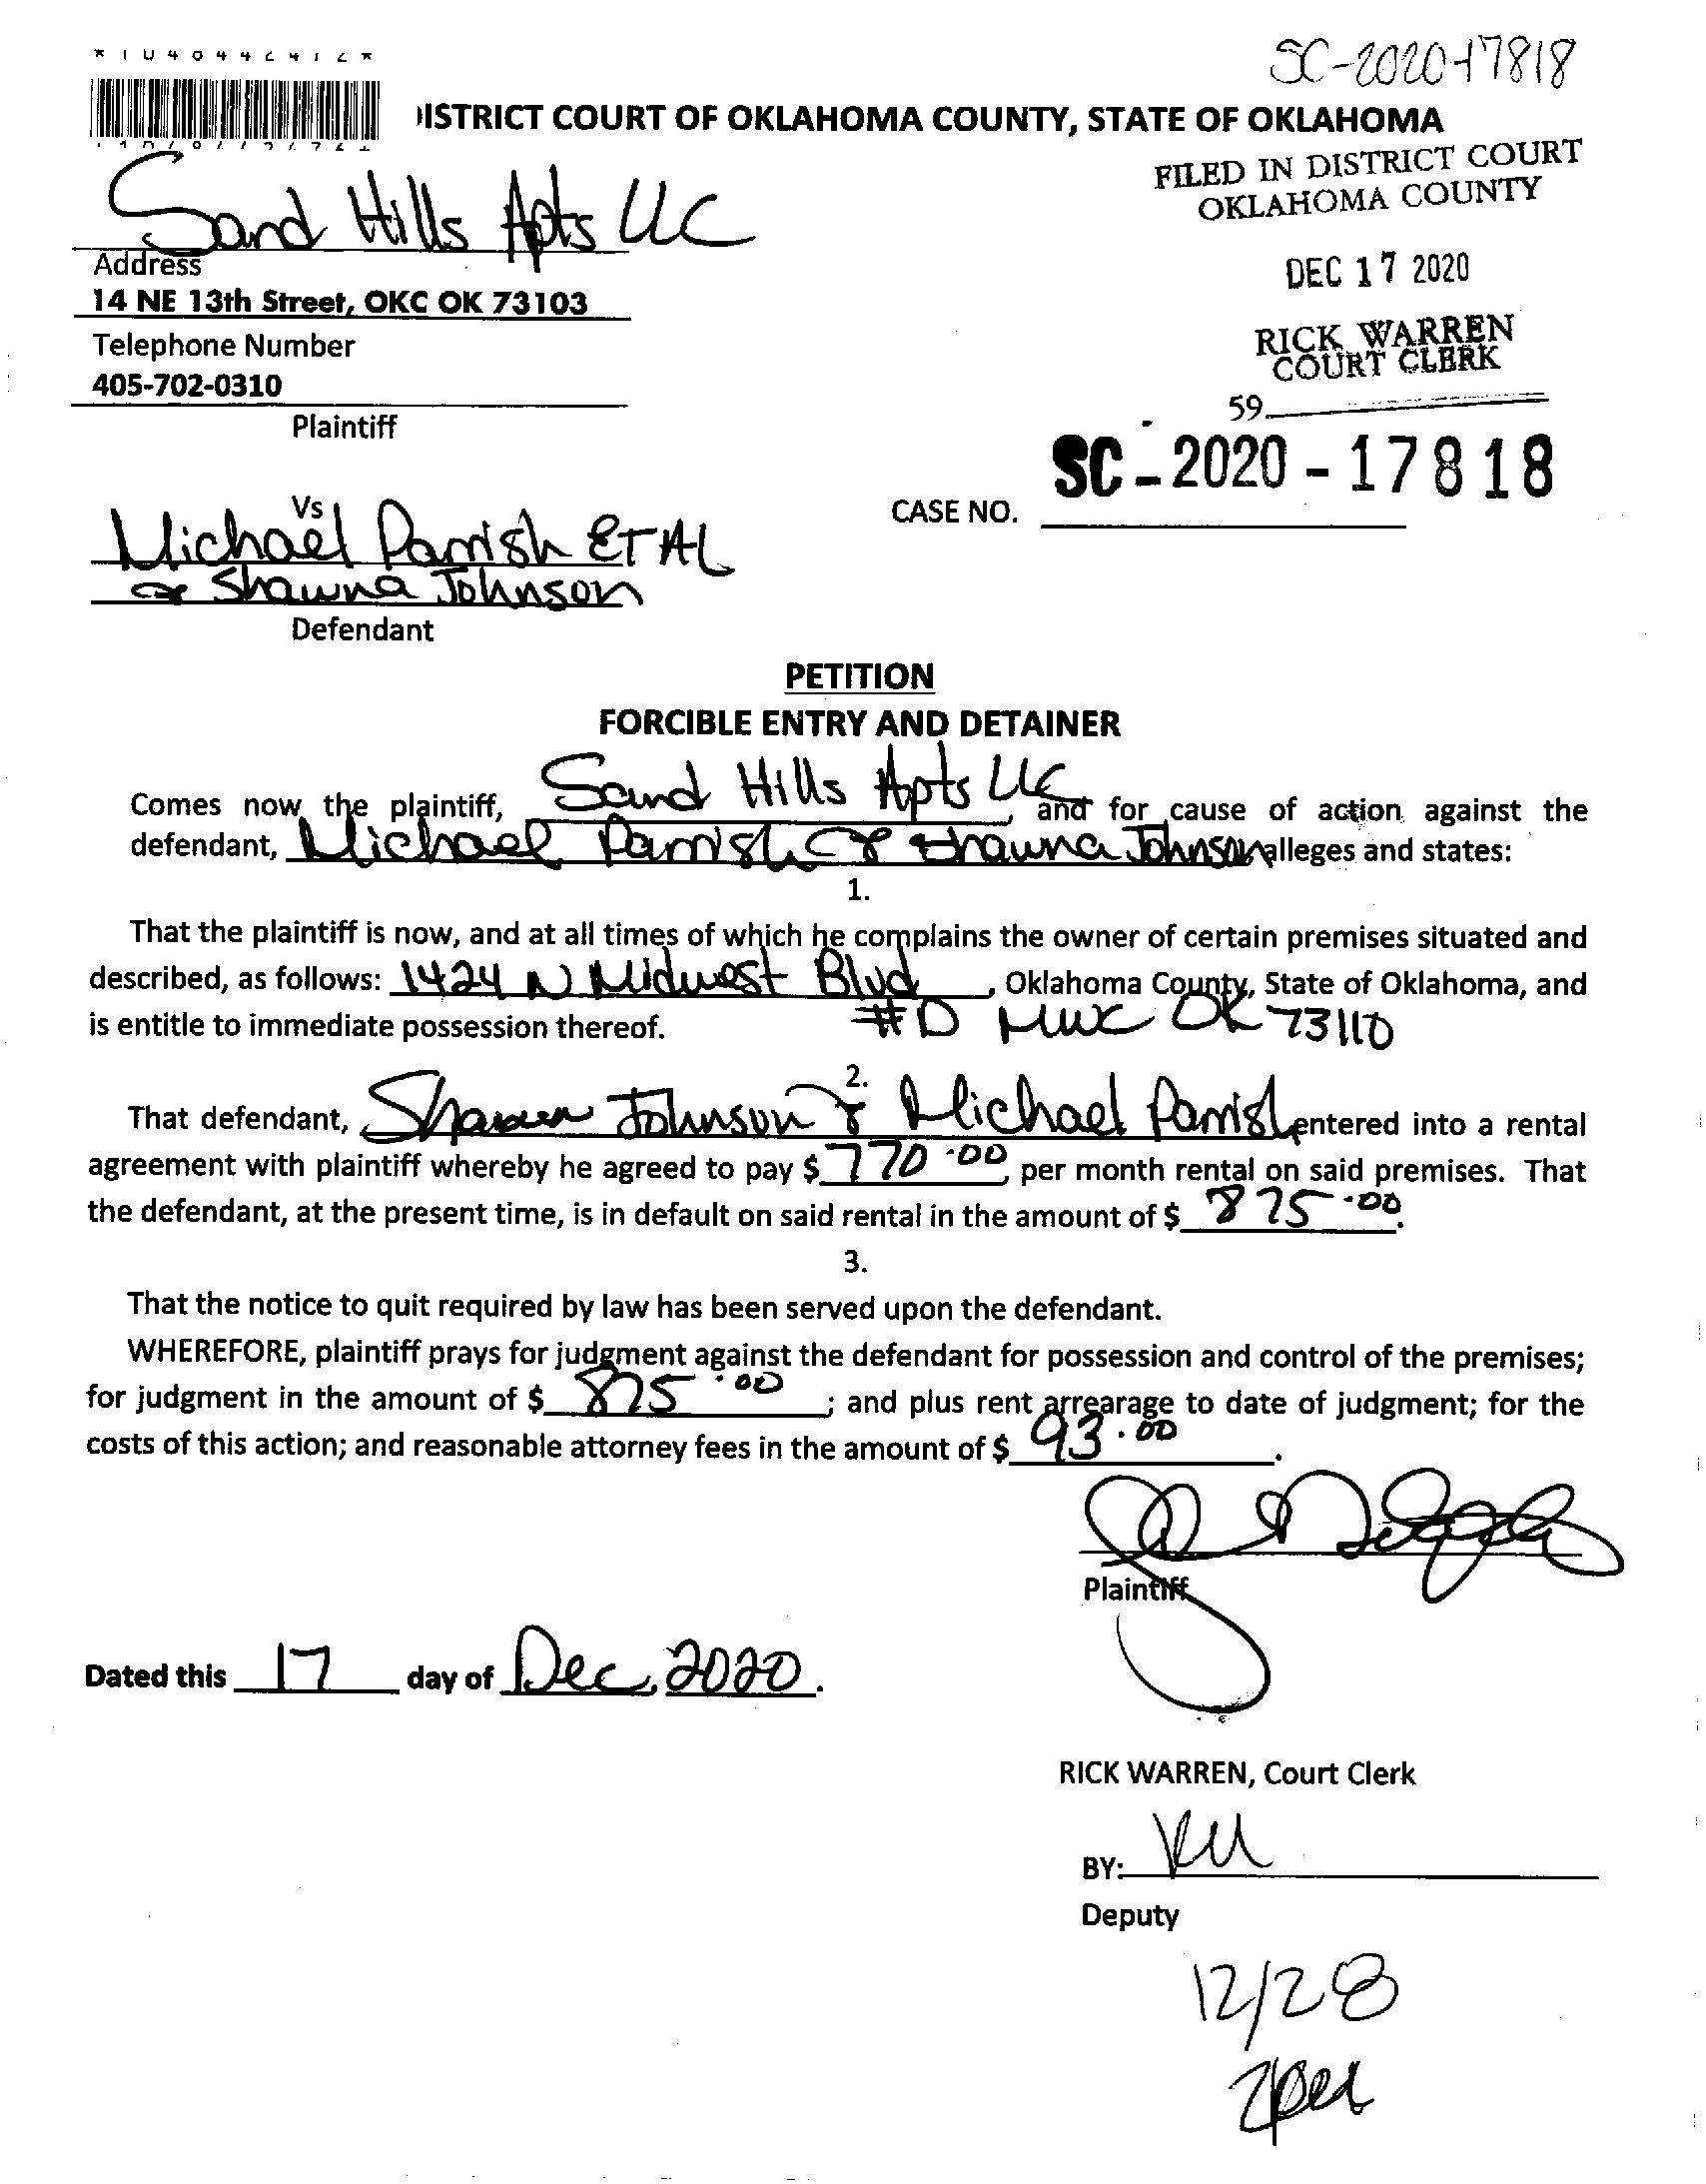 SC-2020-17818
ISTRICT COURT OF OKLAHOMA COUNTY, STATE OF OKLAHOMA
FILED IN DISTRICT COURT
OKLAHOMA COUNTY
DEC 17 2020
RICK WARREN
COURT CLERK
59
Sand Hills Apts LLC
Address
14 NE 13th Street, OKC OK 73103
Telephone Number
405-702-0310
Plaintiff
SC-2020-17818
CASE NO.
Vs
Michael Parrish ET AL
& Shawna Johnson
Defendant
PETITION
FORCIBLE ENTRY AND DETAINER
Comes now the plaintiff, Sand Hills Apts LLC and for cause of action against the
defendant, Michael Parrish & Shawna Johnson alleges and states:
1.
That the plaintiff is now, and at all times of which he complains the owner of certain premises situated and
described, as follows: 1424 N Midwest Blvd, Oklahoma County, State of Oklahoma, and
is entitle to immediate possession thereof. #D MWC OK 73110
2.
That defendant, Johnson & Michael Parrish entered into a rental
agreement with plaintiff whereby he agreed to pay $ 770.00 per month rental on said premises. That
the defendant, at the present time, is in default on said rental in the amount of $ 875.00.
3.
That the notice to quit required by law has been served upon the defendant.
WHEREFORE, plaintiff prays for judgment against the defendant for possession and control of the premises;
for judgment in the amount of $ 875.00; and plus rent arrearage to date of judgment; for the
costs of this action; and reasonable attorney fees in the amount of $ 93.00.
Plaintiff
Dated this 17 day of Dec, 2020.
RICK WARREN, Court Clerk
BY:
Deputy
12/28